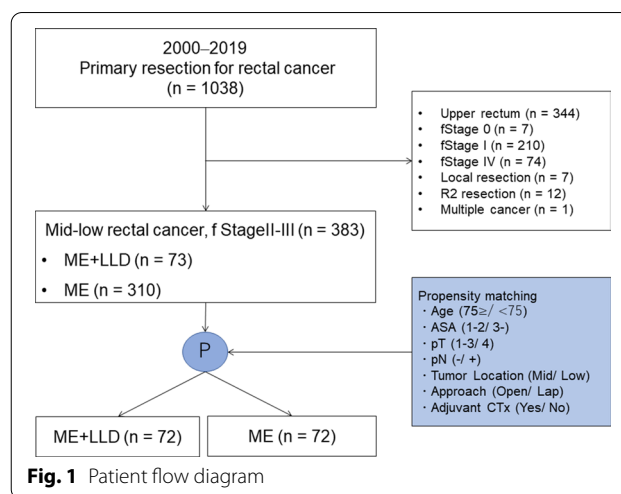 2000–2019
Primary resection for rectal cancer
(n = 1038)
• Upper rectum (n = 344)
• fStage 0 (n = 7)
• fStage I (n = 210)
• fStage IV (n = 74)
• Local resection (n = 7)
• R2 resection (n = 12)
• Multiple cancer (n = 1)
Mid-low rectal cancer, f StageII-III (n = 383)
• ME+LLD (n = 73)
• ME (n = 310)
Propensity matching
・Age (75≥/ <75)
・ASA (1-2/ 3-)
・pT (1-3/ 4)
・pN (-/ +)
・Tumor Location (Mid/ Low)
・Approach (Open/ Lap)
・Adjuvant CTx (Yes/ No)
P
ME+LLD (n = 72)
ME (n = 72)
Fig. 1 Patient flow diagram